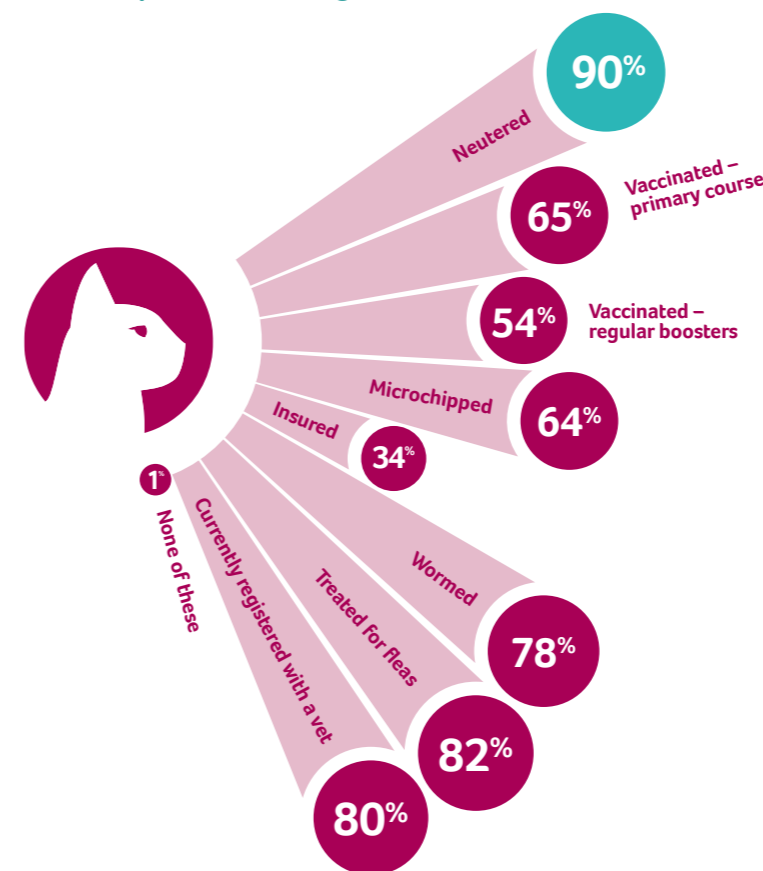 90%
Neutered
65%
Vaccinated –
primary course
54%
Vaccinated –
regular boosters
Microchipped
64%
Insured
34%
Wormed
78%
Treated for fleas
82%
Currently registered with a vet
80%
1%
None of these